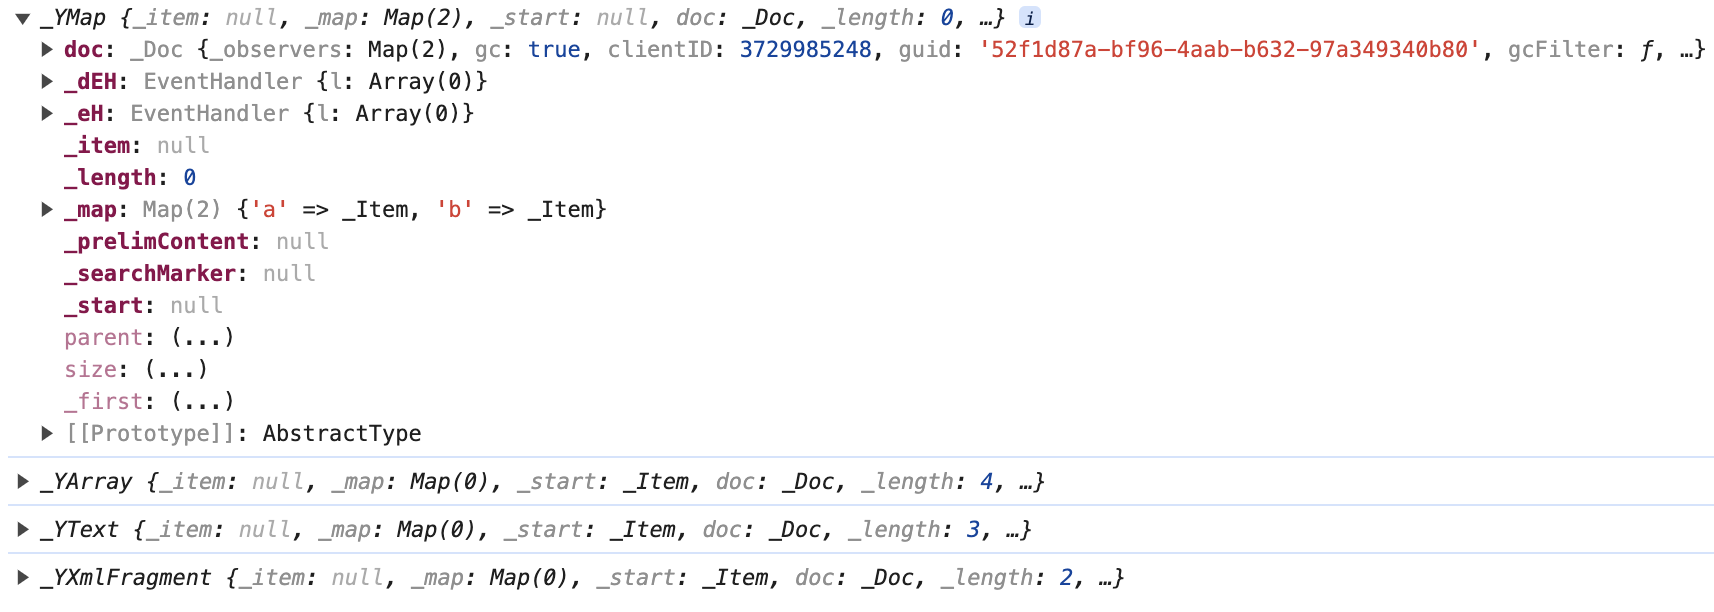 _YMap {_item: null, _map: Map(2), _start: null, doc: _Doc, _length: 0, …} i
doc: _Doc {_observers: Map(2), gc: true, clientID: 3729985248, guid: '52f1d87a-bf96-4aab-b632-97a349340b80', gcFilter: ƒ, …}
_dEH: EventHandler {l: Array(0)}
_eH: EventHandler {l: Array(0)}
_item: null
_length: 0
_map: Map(2) {'a' => _Item, 'b' => _Item}
_prelimContent: null
_searchMarker: null
_start: null
parent: (...)
size: (...)
_first: (...)
[[Prototype]]: AbstractType
_YArray {_item: null, _map: Map(0), _start: _Item, doc: _Doc, _length: 4, …}
_YText {_item: null, _map: Map(0), _start: _Item, doc: _Doc, _length: 3, …}
_YXmlFragment {_item: null, _map: Map(0), _start: _Item, doc: _Doc, _length: 2, …}